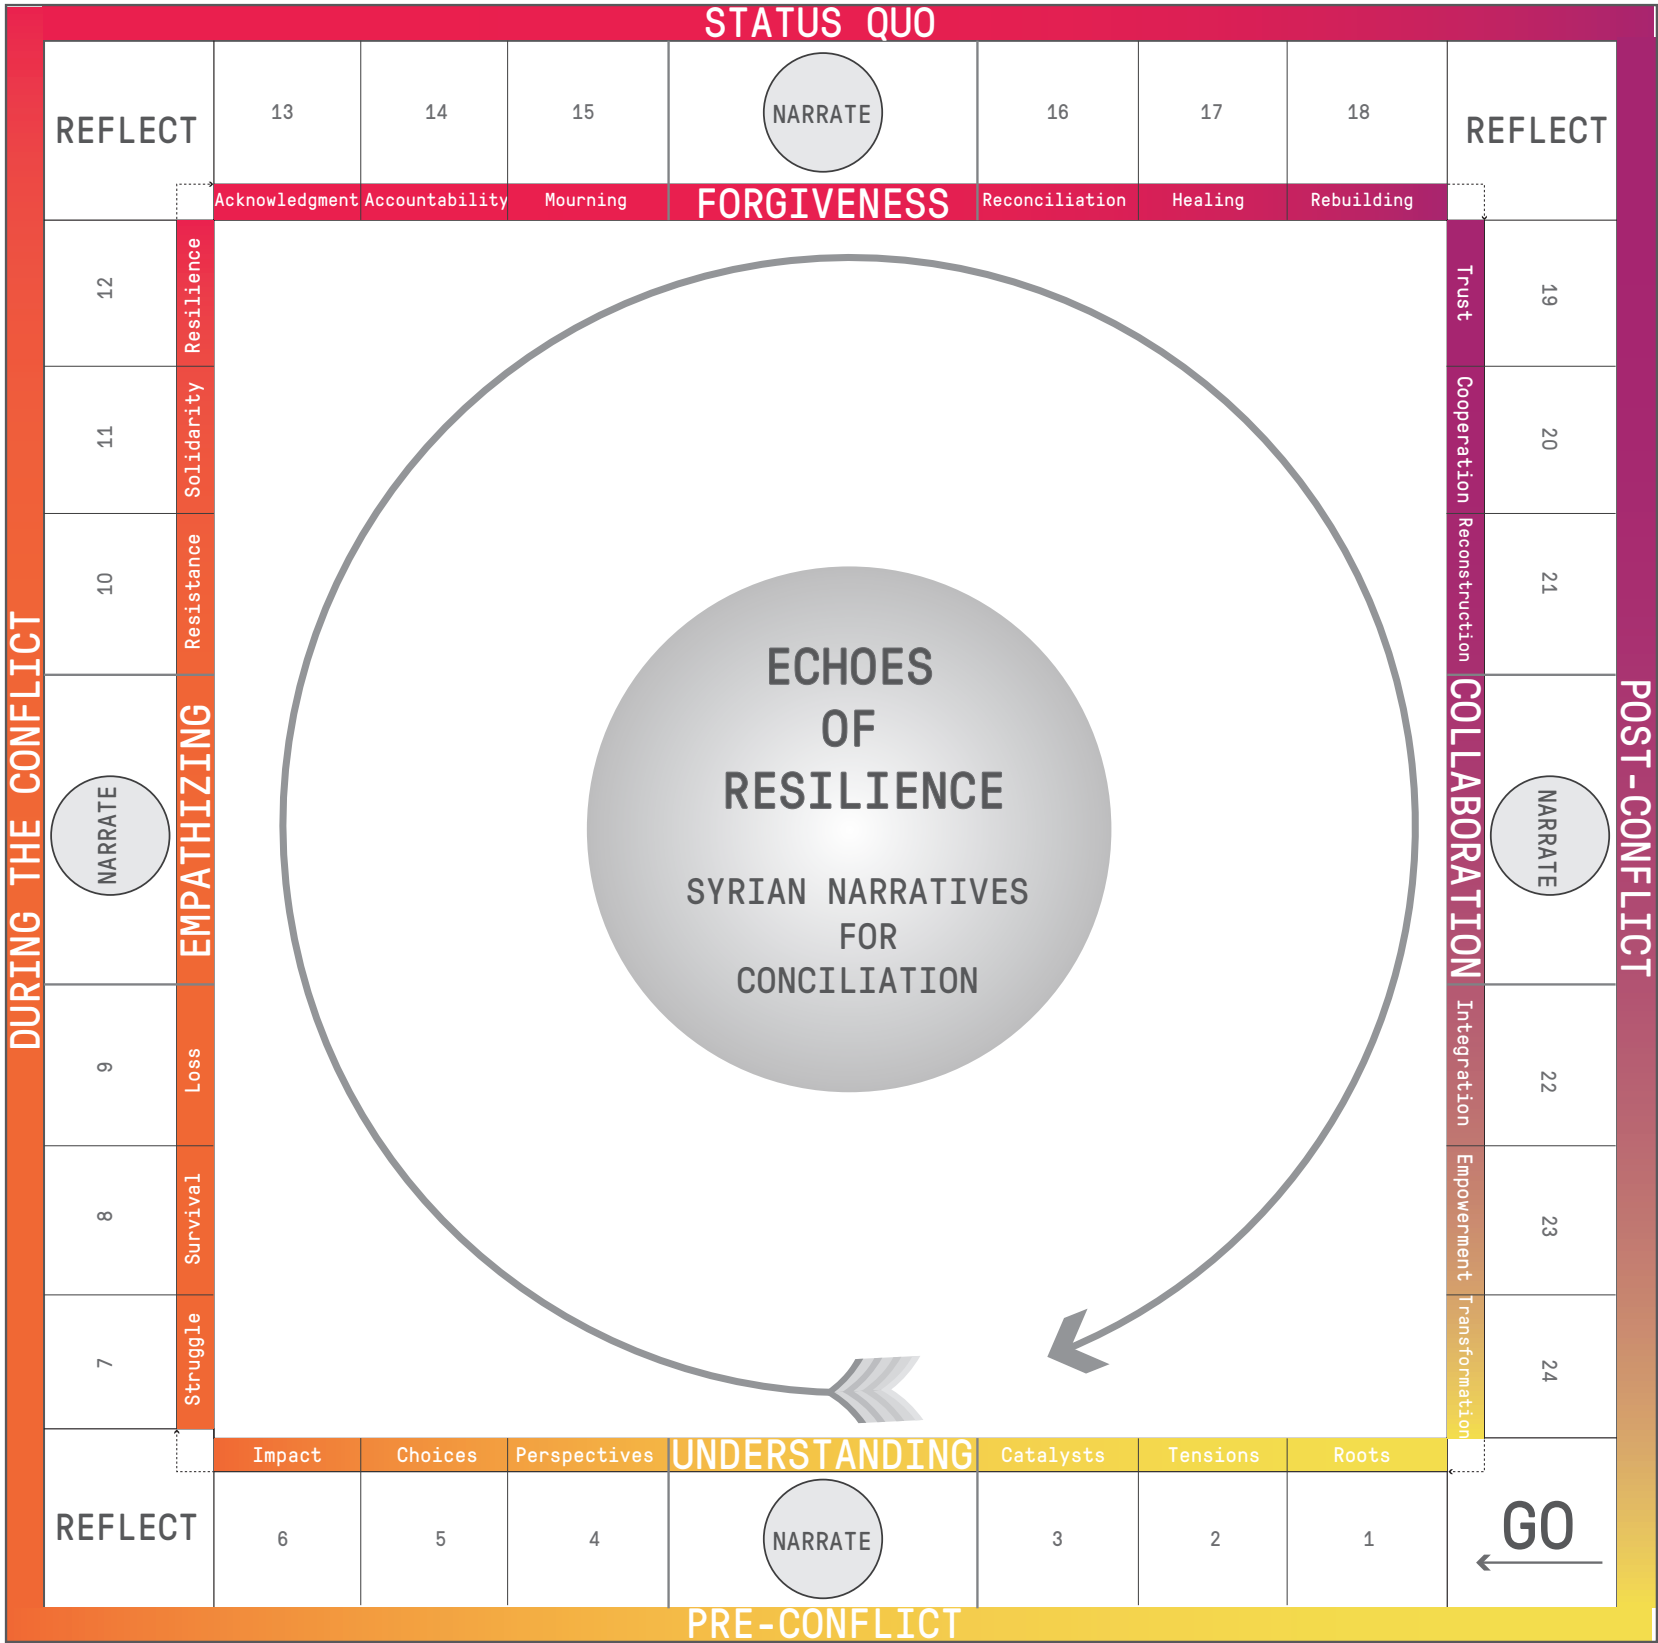 STATUS QUO
REFLECT
13
14
15
NARRATE
16
17
18
REFLECT
Acknowledgment
Accountability
Mourning
FORGIVENESS
Reconciliation
Healing
Rebuilding
12
Resilience
11
Solidarity
10
Resistance
DURING THE CONFLICT
NARRATE
EMPATHIZING
9
Loss
8
Survival
7
Struggle
ECHOES
OF
RESILIENCE
SYRIAN NARRATIVES
FOR
CONCILIATION
Trust
19
Cooperation
20
Reconstruction
21
COLLABORATION
NARRATE
POST-CONFLICT
Integration
22
Empowerment
23
Transformation
24
Impact
Choices
Perspectives
UNDERSTANDING
Catalysts
Tensions
Roots
REFLECT
6
5
4
NARRATE
3
2
1
GO
PRE-CONFLICT